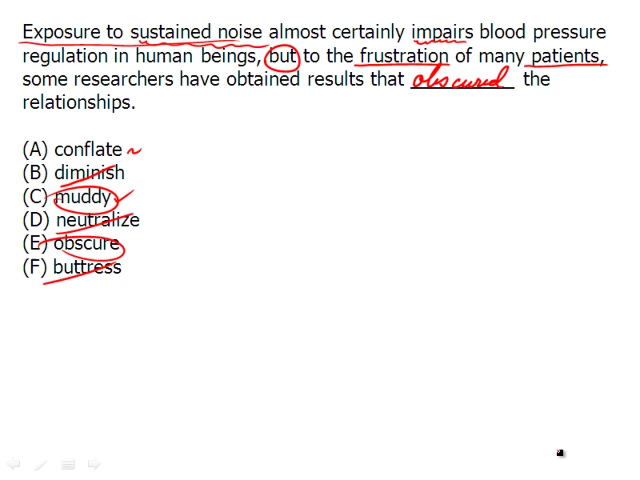 Exposure to sustained noise almost certainly impairs blood pressure
regulation in human beings, but to the frustration of many patients,
some researchers have obtained results that obscured the
relationships.
(A) conflate ~
(B) diminish
(C) muddy
(D) neutralize
(E) obscure
(F) buttress